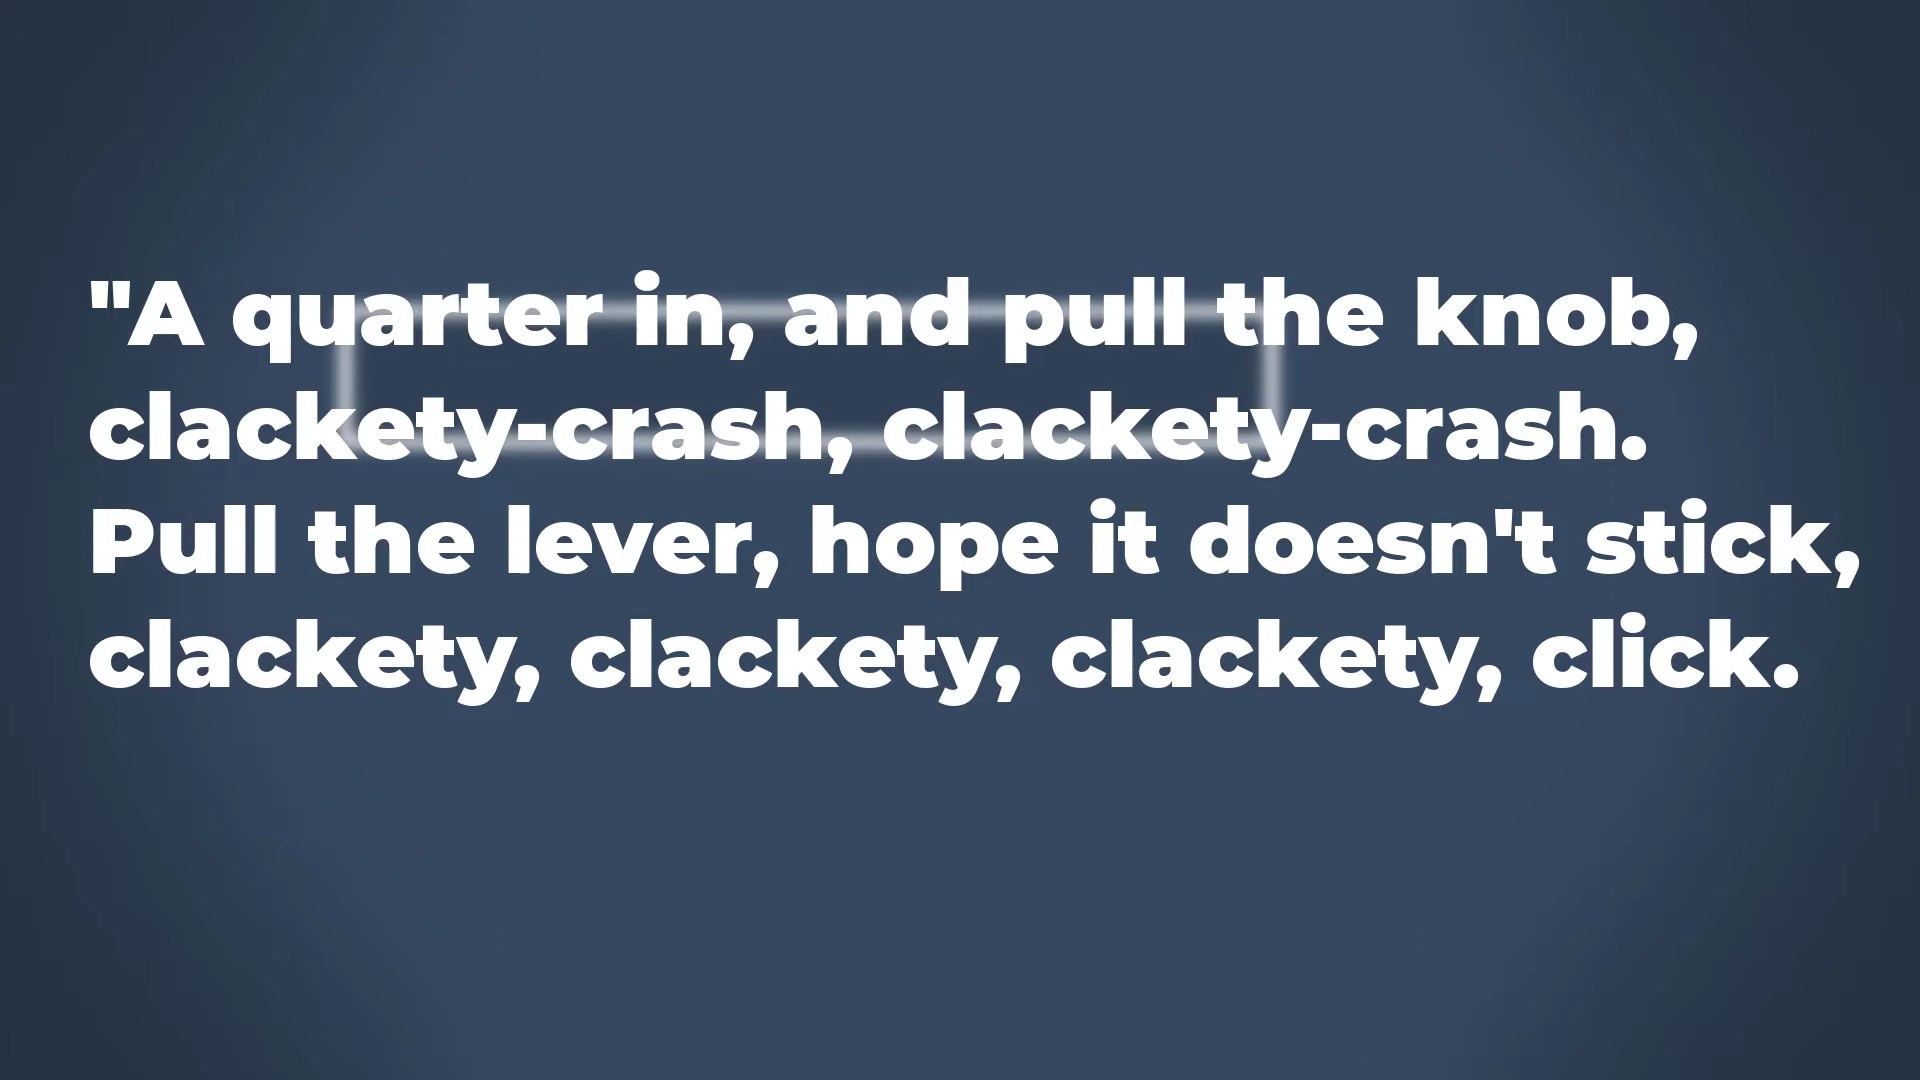 "A quarter in, and pull the knob,
clackety-crash, clackety-crash.
Pull the lever, hope it doesn't stick,
clackety, clackety, clackety, click.